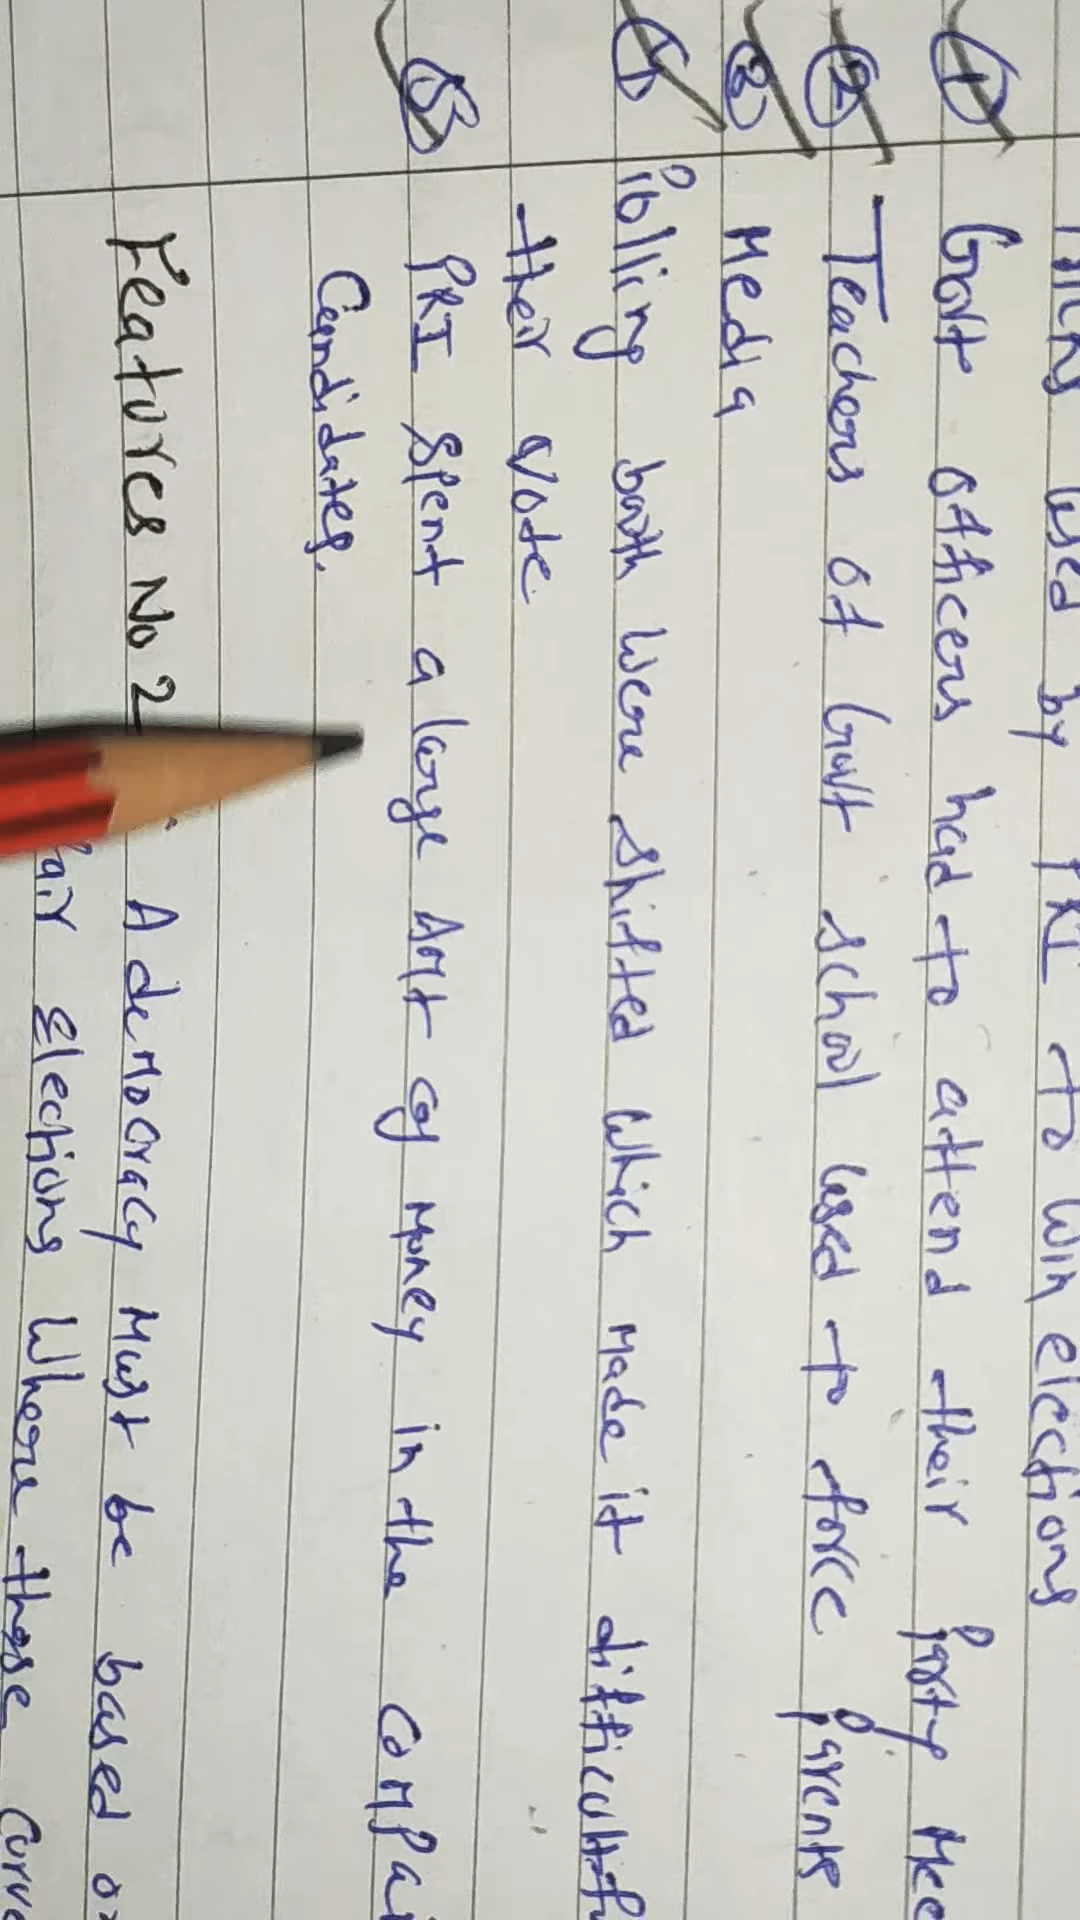 used by PRI to win elections
① Govt officers had to attend their Party Mee
② Teachers of Govt school used to force Parents
③ Media
④ Polling booth were shifted which made it difficult f
their vote
⑤ PRI spent a large Amt of Money in the compai
Candidates.
Features No 2 A democracy Must be based on
elections where those curre